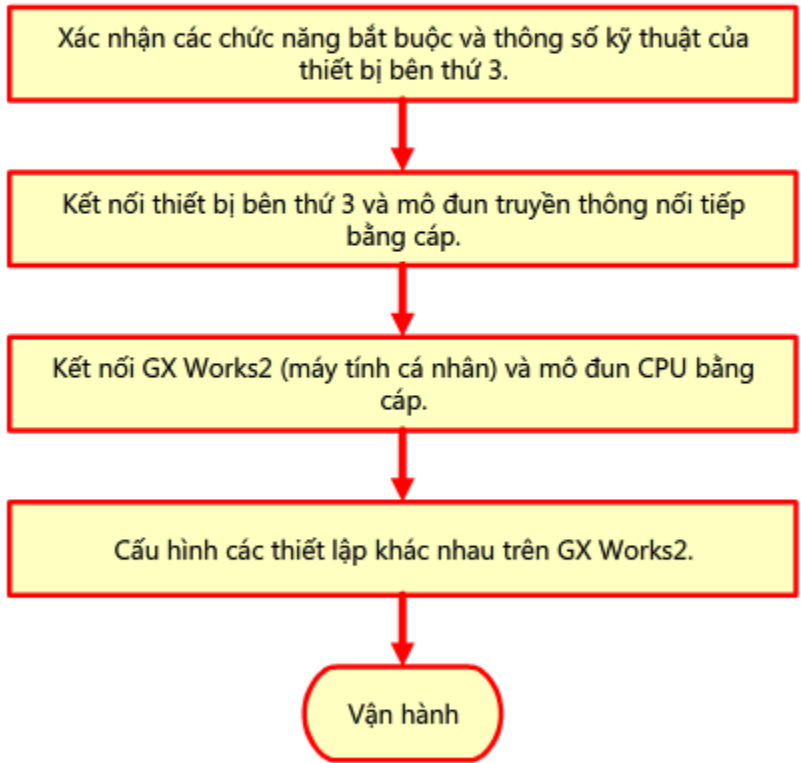 Xác nhận các chức năng bắt buộc và thông số kỹ thuật của
thiết bị bên thứ 3.
Kết nối thiết bị bên thứ 3 và mô đun truyền thông nối tiếp
bằng cáp.
Kết nối GX Works2 (máy tính cá nhân) và mô đun CPU bằng
cáp.
Cấu hình các thiết lập khác nhau trên GX Works2.
Vận hành